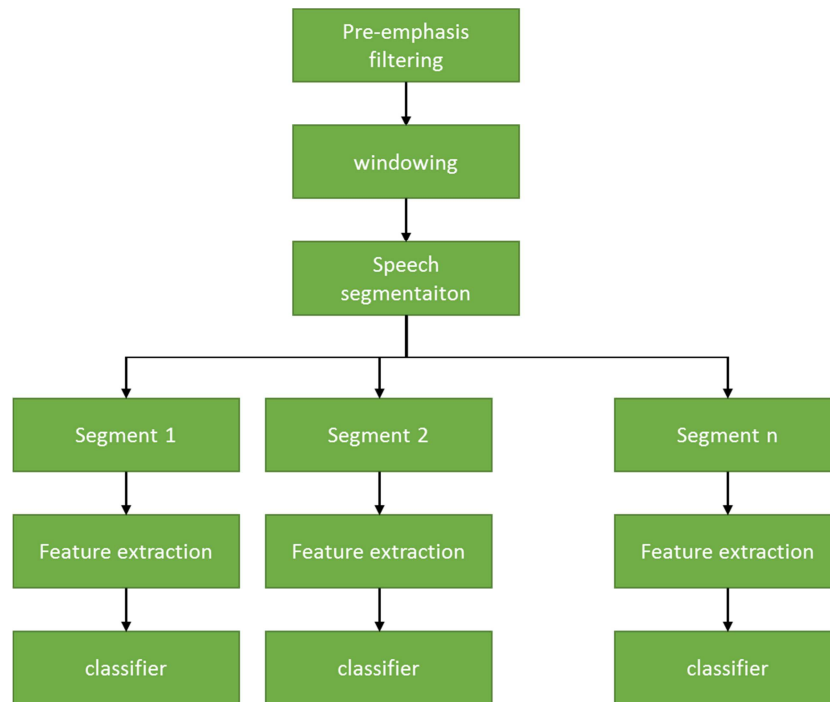 Pre-emphasis
filtering
windowing
Speech
segmentaiton
Segment 1
Segment 2
Segment n
Feature extraction
Feature extraction
Feature extraction
classifier
classifier
classifier